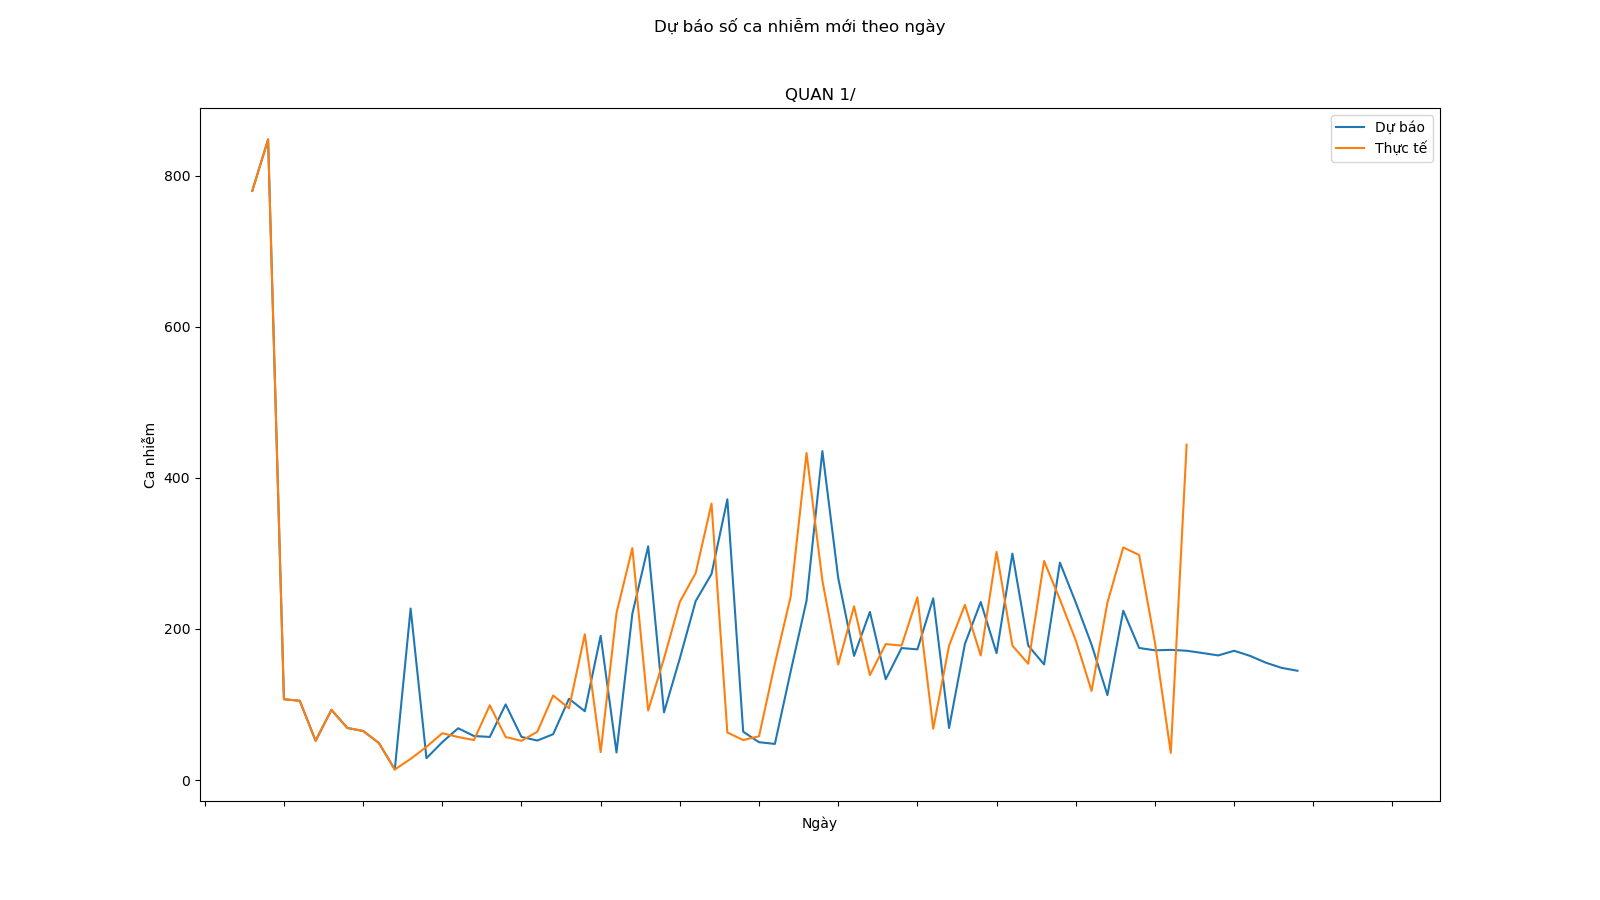 Dự báo số ca nhiễm mới theo ngày
QUAN 1/
Dự báo
Thực tế
800
600
400
200
0
Ca nhiễm
Ngày